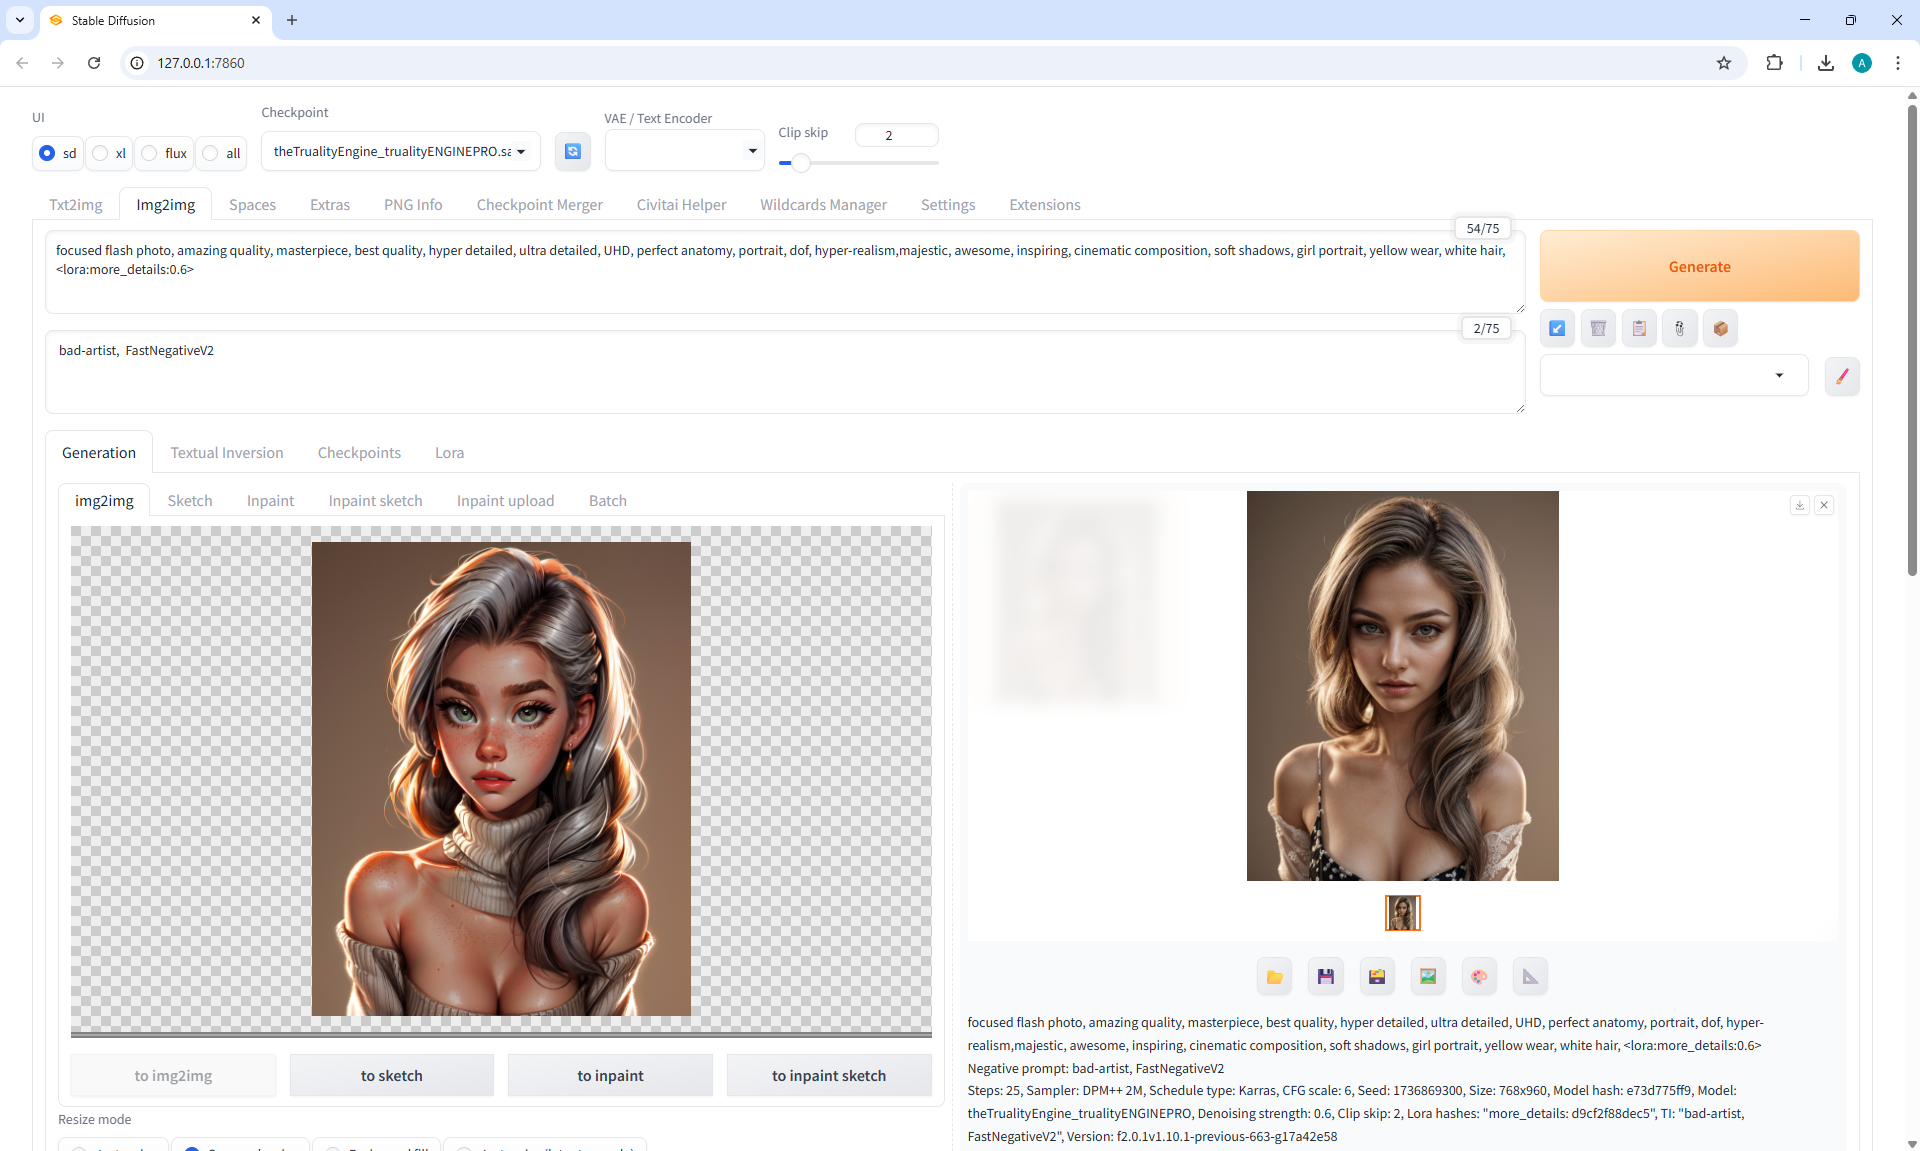 Stable Diffusion
127.0.0.1:7860
A
UI
Checkpoint
VAE / Text Encoder
Clip skip
2
sd
xl
flux
all
theTrualityEngine_trualityENGINEPRO.sa
Txt2img
Img2img
Spaces
Extras
PNG Info
Checkpoint Merger
Civitai Helper
Wildcards Manager
Settings
Extensions
54/75
focused flash photo, amazing quality, masterpiece, best quality, hyper detailed, ultra detailed, UHD, perfect anatomy, portrait, dof, hyper-realism,majestic, awesome, inspiring, cinematic composition, soft shadows, girl portrait, yellow wear, white hair,
<lora:more_details:0.6>
Generate
2/75
bad-artist, FastNegativeV2
Generation
Textual Inversion
Checkpoints
Lora
img2img
Sketch
Inpaint
Inpaint sketch
Inpaint upload
Batch
to img2img
to sketch
to inpaint
to inpaint sketch
Resize mode
focused flash photo, amazing quality, masterpiece, best quality, hyper detailed, ultra detailed, UHD, perfect anatomy, portrait, dof, hyper-
realism,majestic, awesome, inspiring, cinematic composition, soft shadows, girl portrait, yellow wear, white hair, <lora:more_details:0.6>
Negative prompt: bad-artist, FastNegativeV2
Steps: 25, Sampler: DPM++ 2M, Schedule type: Karras, CFG scale: 6, Seed: 1736869300, Size: 768x960, Model hash: e73d775ff9, Model:
theTrualityEngine_trualityENGINEPRO, Denoising strength: 0.6, Clip skip: 2, Lora hashes: "more_details: d9cf2f88dec5", TI: "bad-artist,
FastNegativeV2", Version: f2.0.1v1.10.1-previous-663-g17a42e58